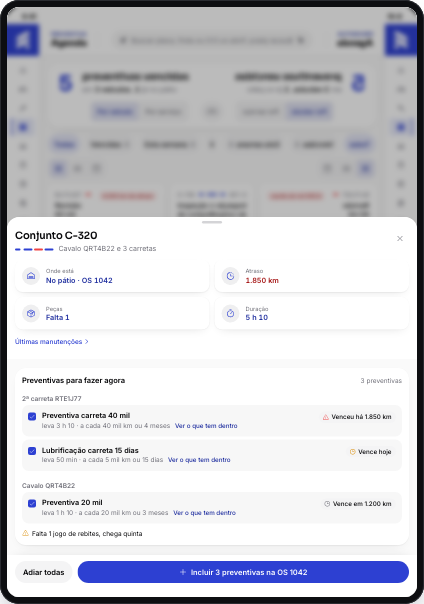 Conjunto C-320
Cavalo QRT4B22 e 3 carretas
Onde está
No pátio · OS 1042
Atraso
1.850 km
Peças
Falta 1
Duração
5 h 10
Últimas manutenções >
Preventivas para fazer agora
3 preventivas
2ª carreta RTE1J77
Preventiva carreta 40 mil
leva 3 h 10 · a cada 40 mil km ou 4 meses Ver o que tem dentro
Venceu há 1.850 km
Lubrificação carreta 15 dias
leva 50 min · a cada 5 mil km ou 15 dias Ver o que tem dentro
Vence hoje
Cavalo QRT4B22
Preventiva 20 mil
leva 1 h 10 · a cada 20 mil km ou 3 meses Ver o que tem dentro
Vence em 1.200 km
Falta 1 jogo de rebites, chega quinta
Adiar todas
+ Incluir 3 preventivas na OS 1042